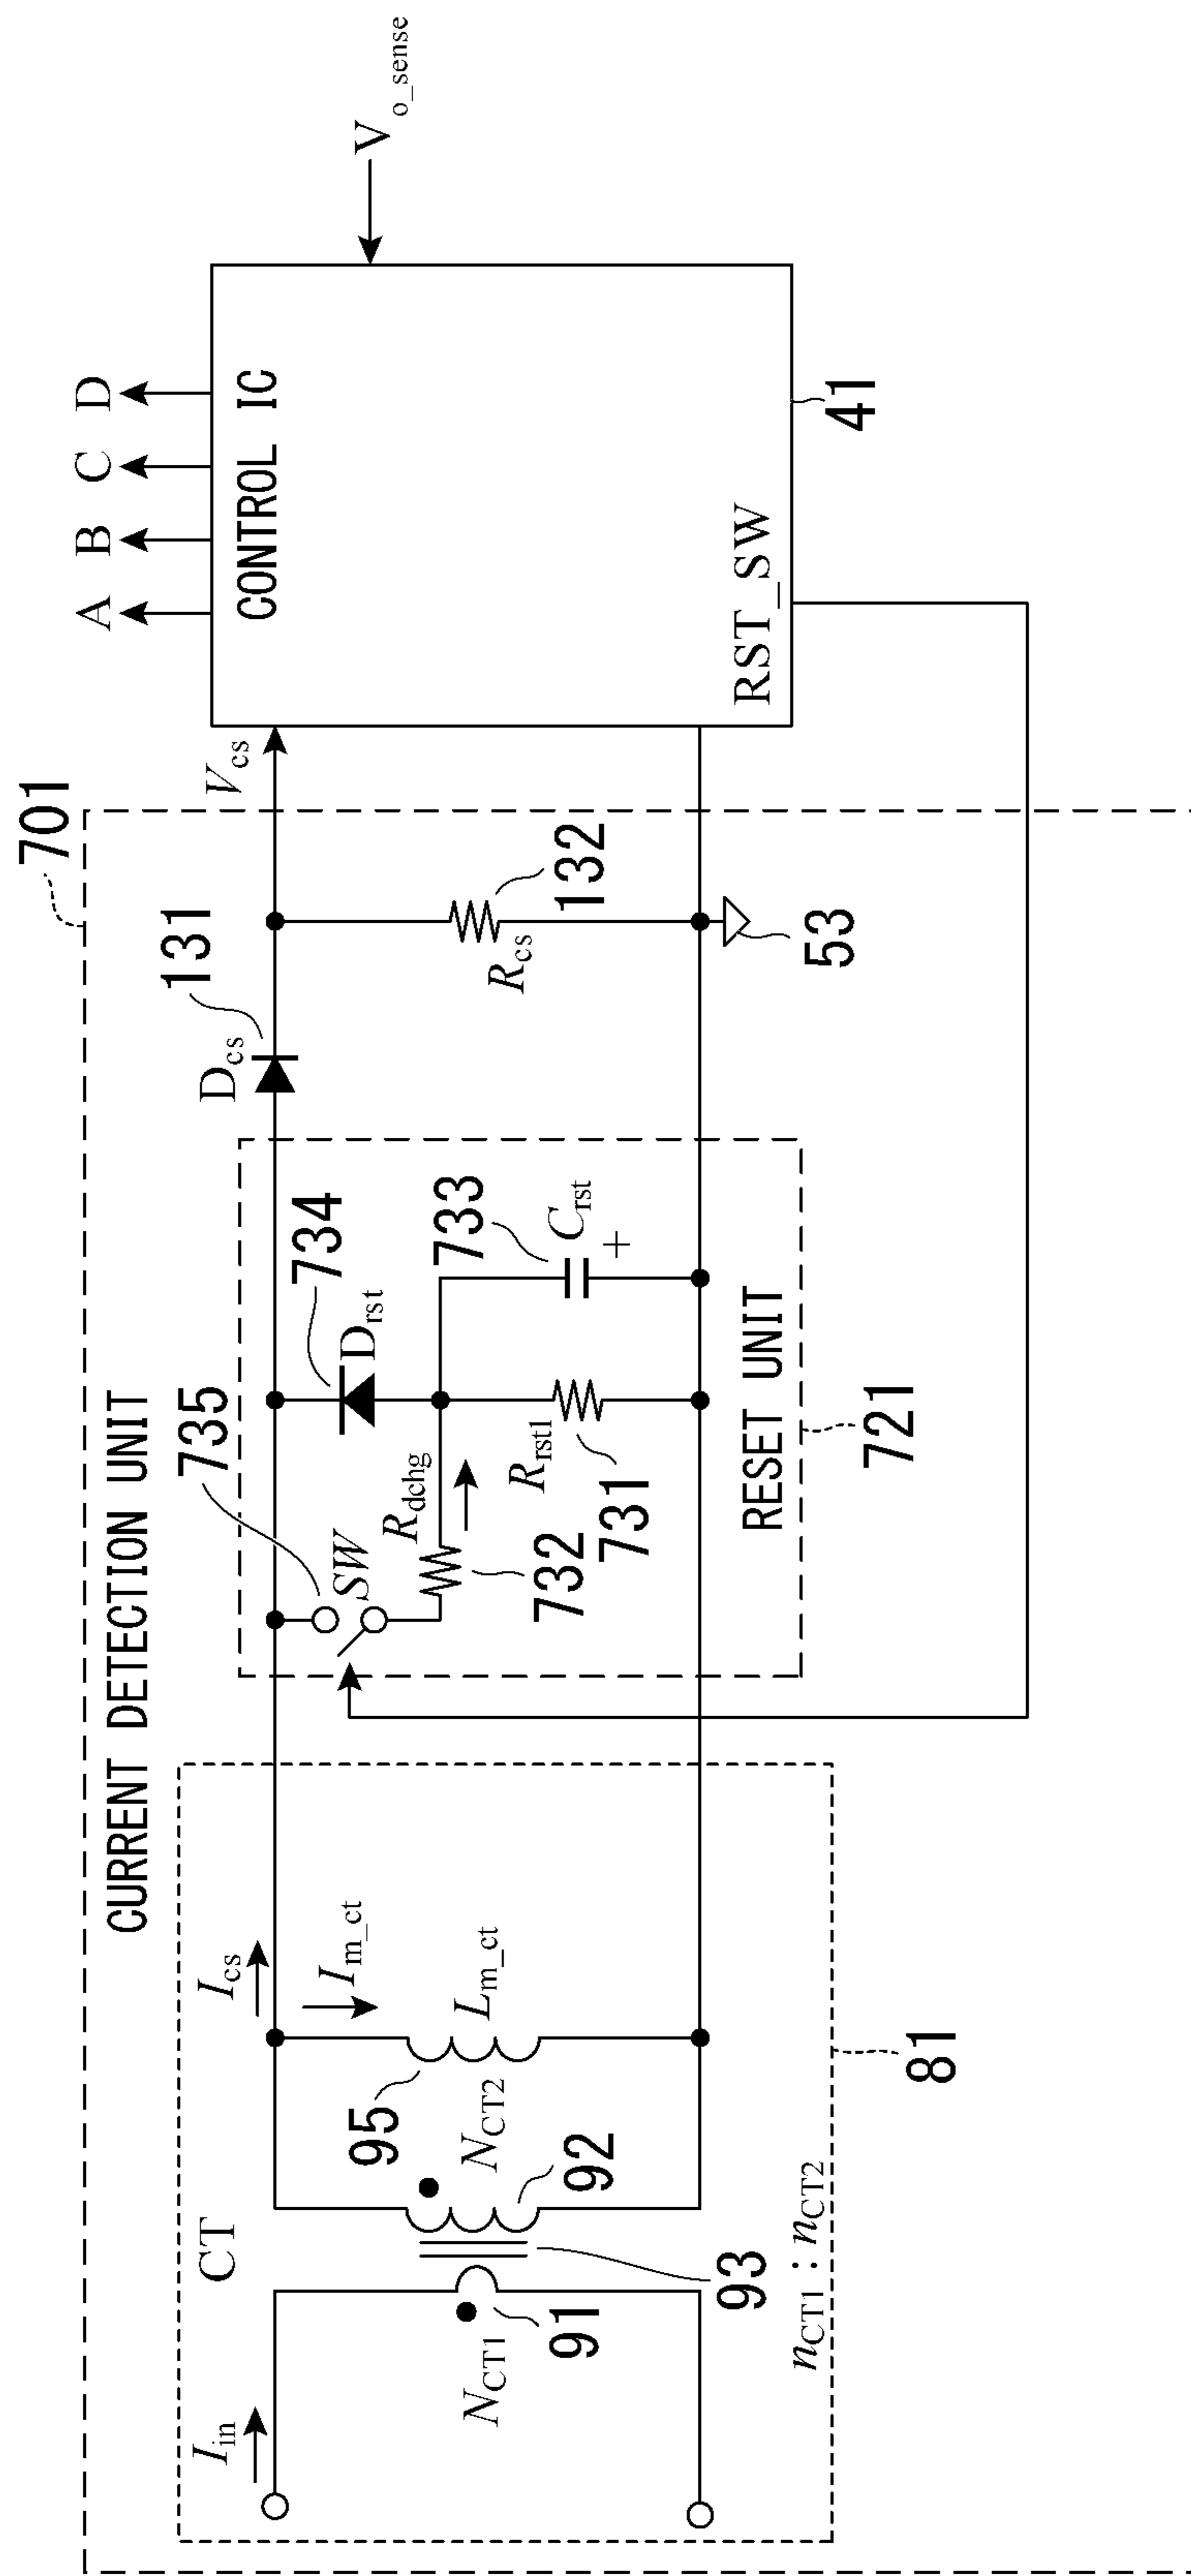 701
CURRENT DETECTION UNIT
CT
I_in
N_CT1
91
93
N_CT2
92
95
L_m_ct
I_cs
I_m_ct
n_CT1 : n_CT2
81
735
SW
R_dchg
732
734
D_rst
R_rst1
731
733
C_rst
+
RESET UNIT
721
D_cs
131
R_cs
132
53
V_cs
A B C D
CONTROL IC
RST_SW
41
V_o_sense